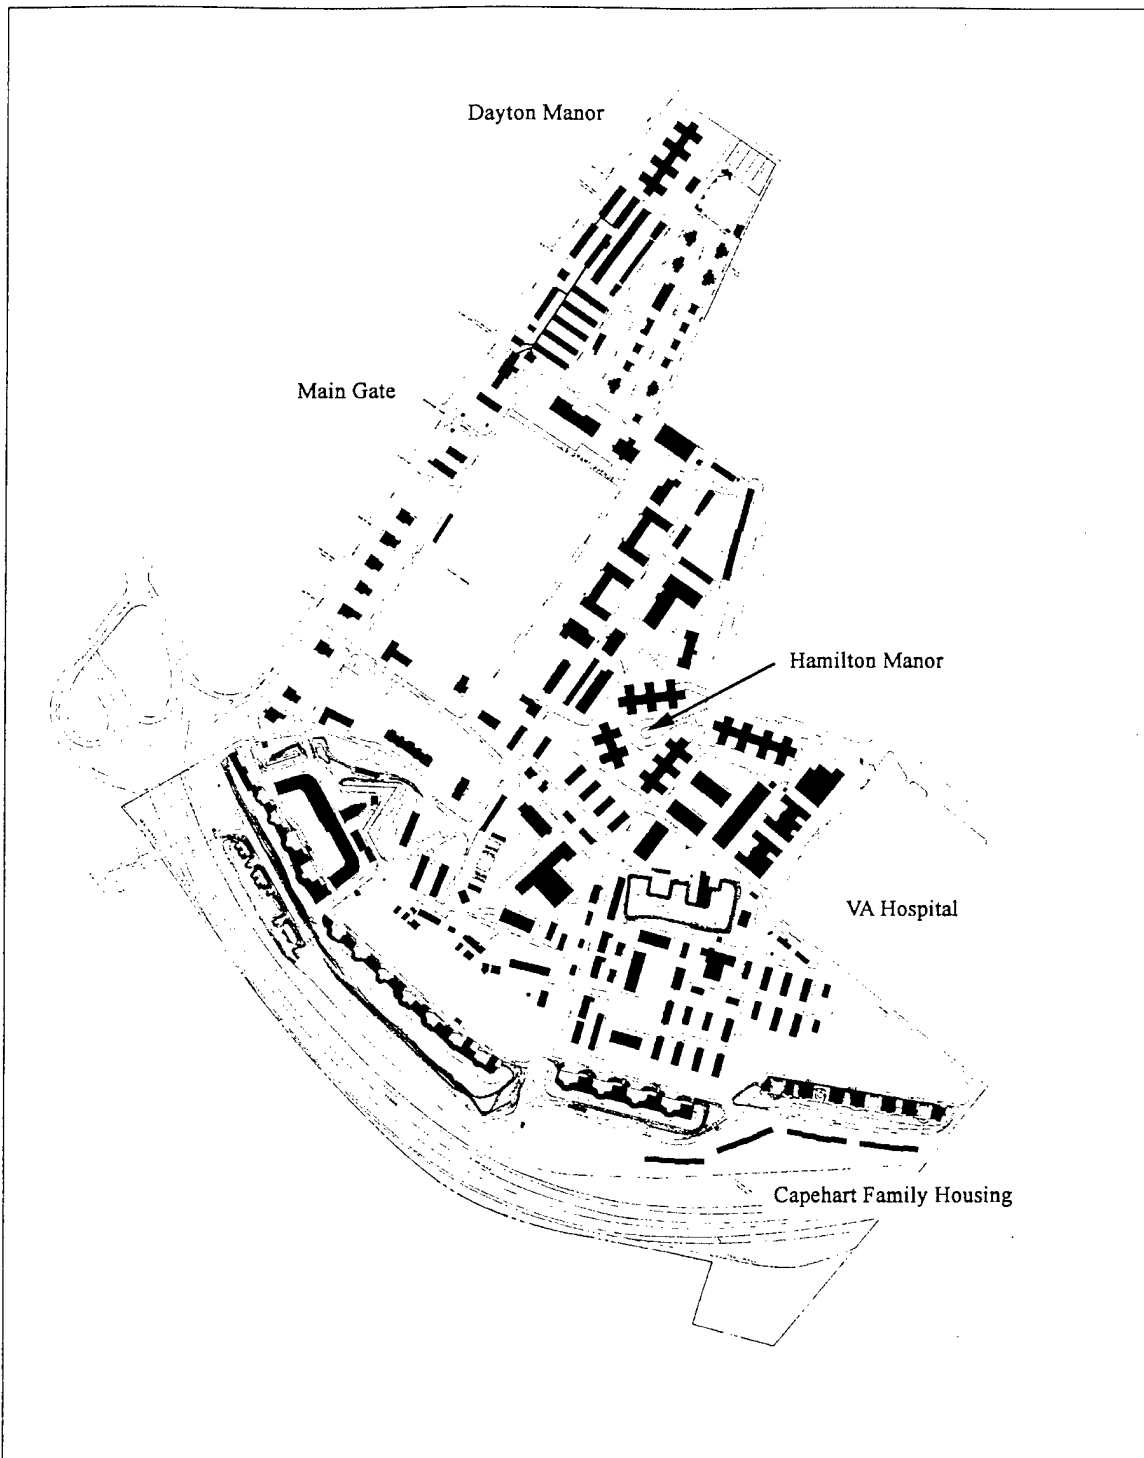 Dayton Manor
Main Gate
Hamilton Manor
VA Hospital
Capehart Family Housing